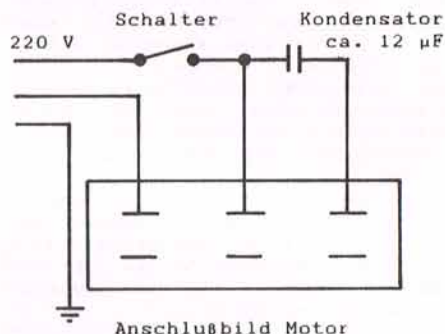 Schalter
Kondensator
220 V
ca. 12 µF
Anschlußbild Motor